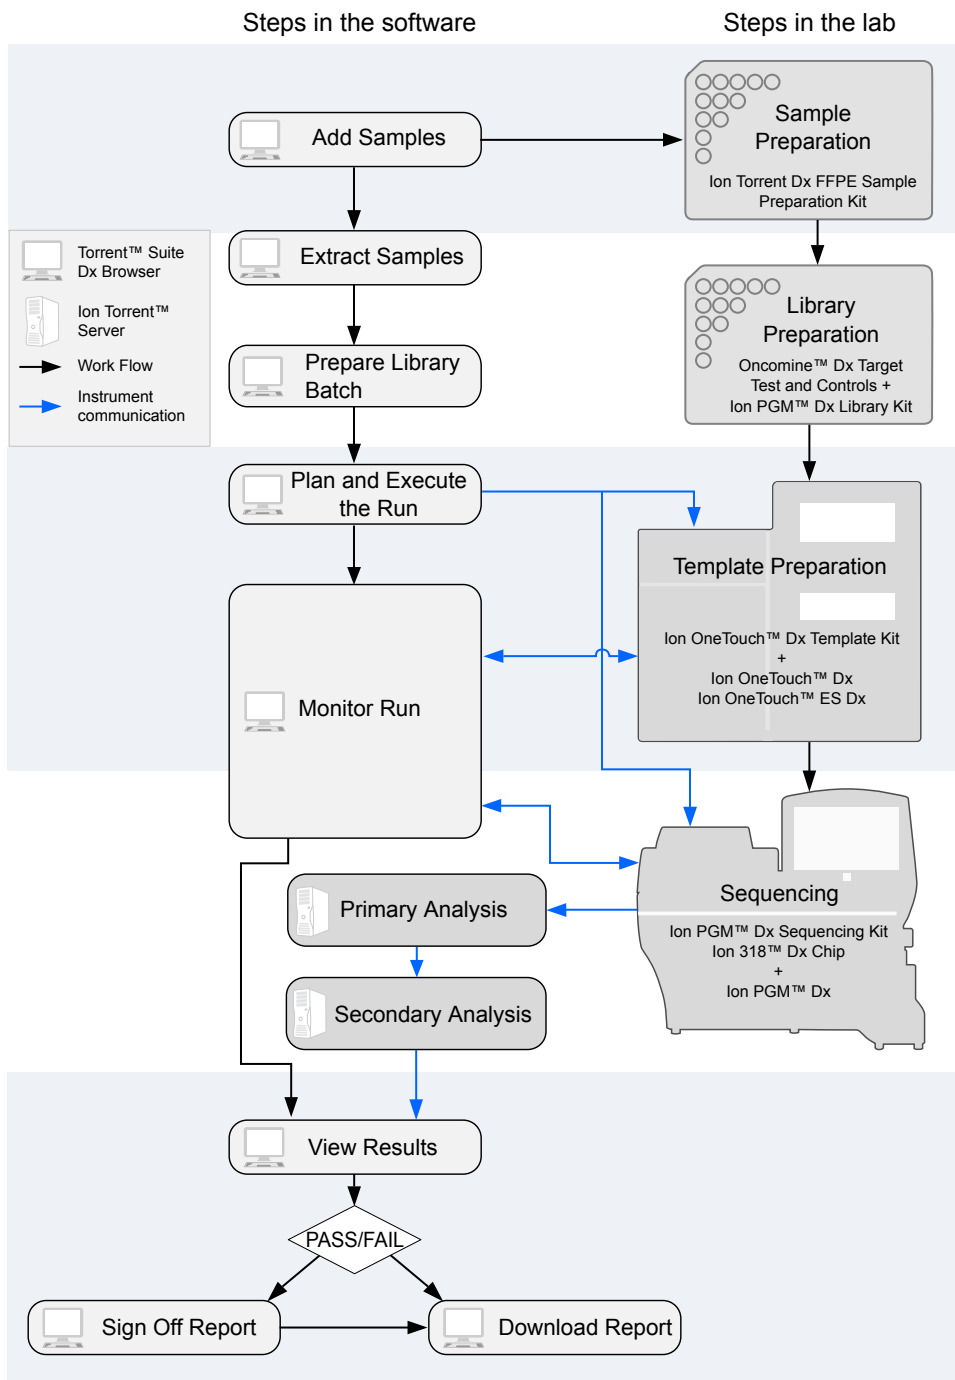 Steps in the software
Steps in the lab
Add Samples
Sample
Preparation
Ion Torrent Dx FFPE Sample
Preparation Kit
Torrent™ Suite
Dx Browser
Ion Torrent™
Server
Work Flow
Instrument
communication
Extract Samples
Library
Preparation
Oncomine™ Dx Target
Test and Controls +
Ion PGM™ Dx Library Kit
Prepare Library
Batch
Plan and Execute
the Run
Template Preparation
Ion OneTouch™ Dx Template Kit
+
Ion OneTouch™ Dx
Ion OneTouch™ ES Dx
Monitor Run
Sequencing
Ion PGM™ Dx Sequencing Kit
Ion 318™ Dx Chip
+
Ion PGM™ Dx
Primary Analysis
Secondary Analysis
View Results
PASS/FAIL
Sign Off Report
Download Report